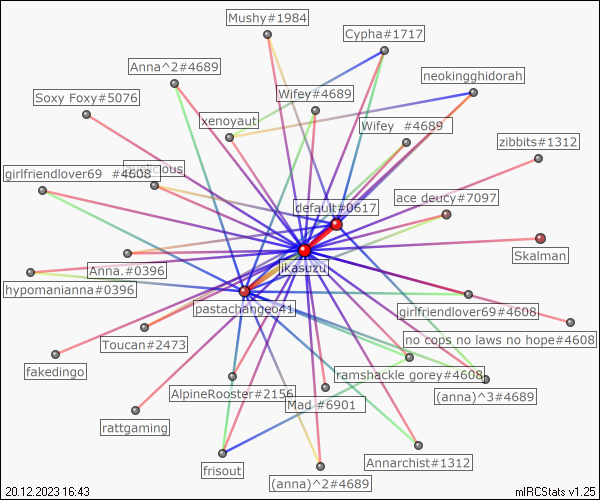 Mushy#1984
Cypha#1717
Anna^2#4689
neokingghidorah
Soxy Foxy#5076
Wifey#4689
xenoyaut
Wifey #4689
zibbits#1312
girlfriendlover69 #4608
ace deucy#7097
default#0617
Skalman
jkasuzuj
Anna.#0396
hypomanianna#0396
pastachangeo41
girlfriendlover69#4608
Toucan#2473
no cops no laws no hope#4608
fakedingo
ramshackle gorey#4608
AlpineRooster#2156
(anna)^3#4689
Mad #6901
rattgaming
frisout
Annarchist#1312
(anna)^2#4689
20.12.2023 16:43
mIRCStats v1.25